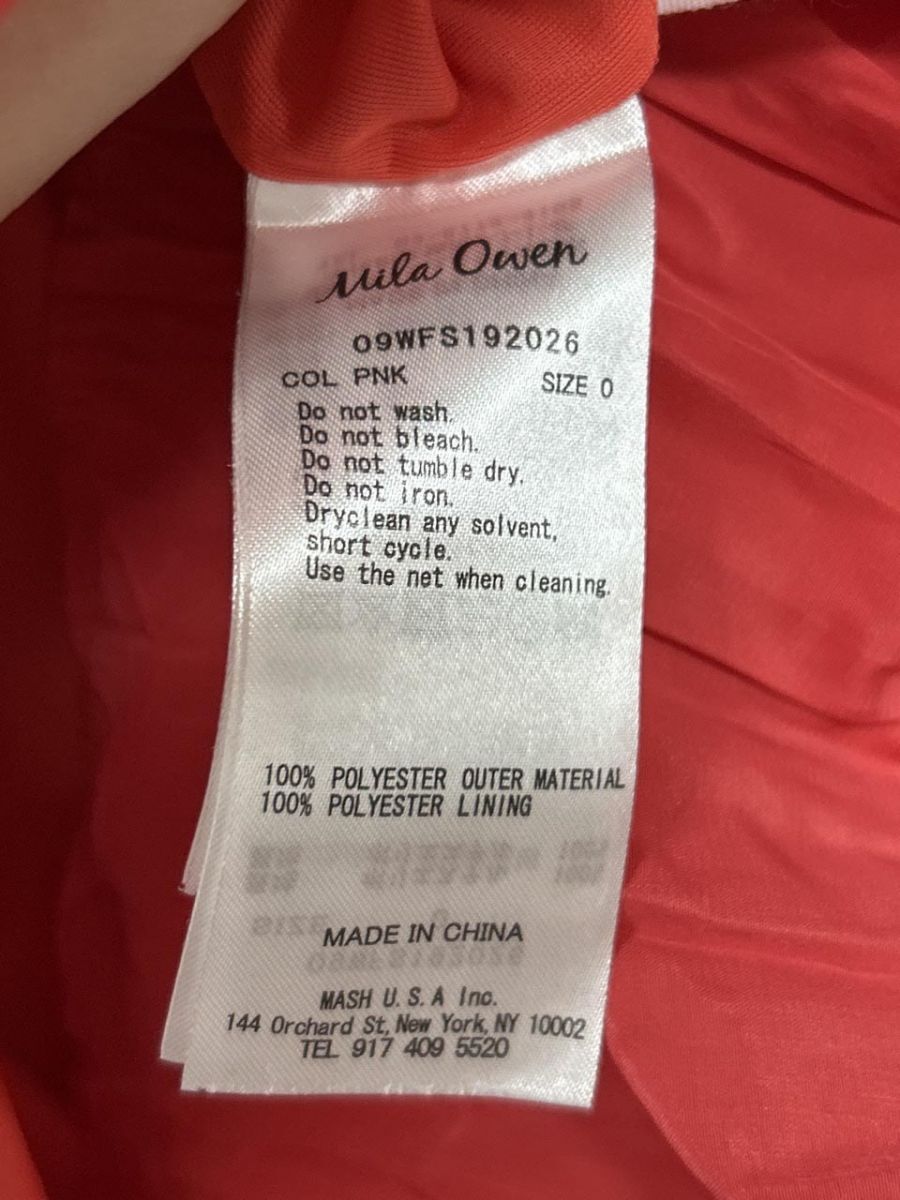 Mila Owen
09WFS192026
COL PNK SIZE 0
Do not wash.
Do not bleach.
Do not tumble dry.
Do not iron.
Dryclean any solvent,
short cycle.
Use the net when cleaning.
100% POLYESTER OUTER MATERIAL
100% POLYESTER LINING
MADE IN CHINA
MASH U.S.A Inc.
144 Orchard St, New York, NY 10002
TEL 917 409 5520